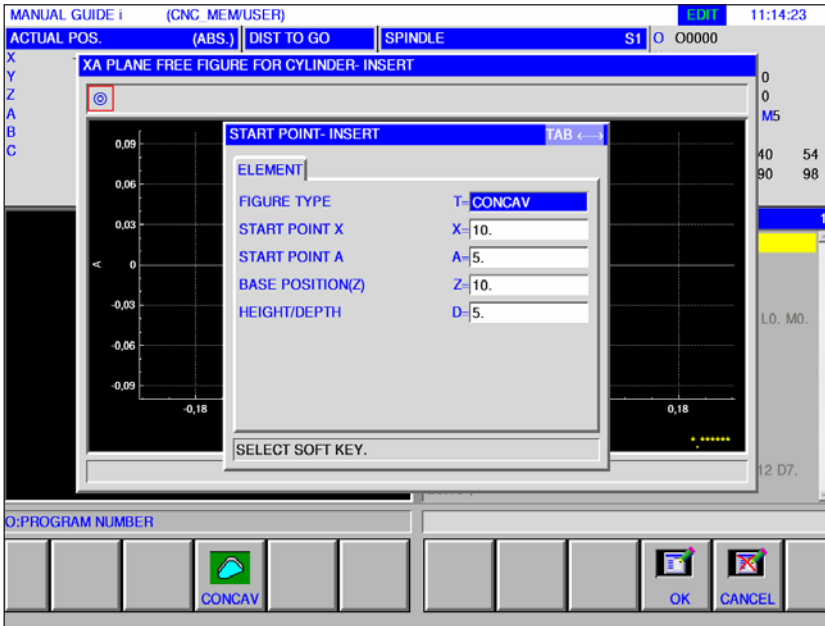 MANUAL GUIDE i (CNC_MEM/USER) EDIT 11:14:23
ACTUAL POS. (ABS.) DIST TO GO SPINDLE S1 O O0000
X
Y
Z
A
B
C
0
0
M5
40 54
90 98
1
L0. M0.
12 D7.
XA PLANE FREE FIGURE FOR CYLINDER- INSERT
0,09
0,06
0,03
A 0
-0,03
-0,06
-0,09
-0,18 0,18
*.******
START POINT- INSERT TAB ←→
ELEMENT
FIGURE TYPE T= CONCAV
START POINT X X= 10.
START POINT A A= 5.
BASE POSITION(Z) Z= 10.
HEIGHT/DEPTH D= 5.
SELECT SOFT KEY.
O:PROGRAM NUMBER
CONCAV OK CANCEL